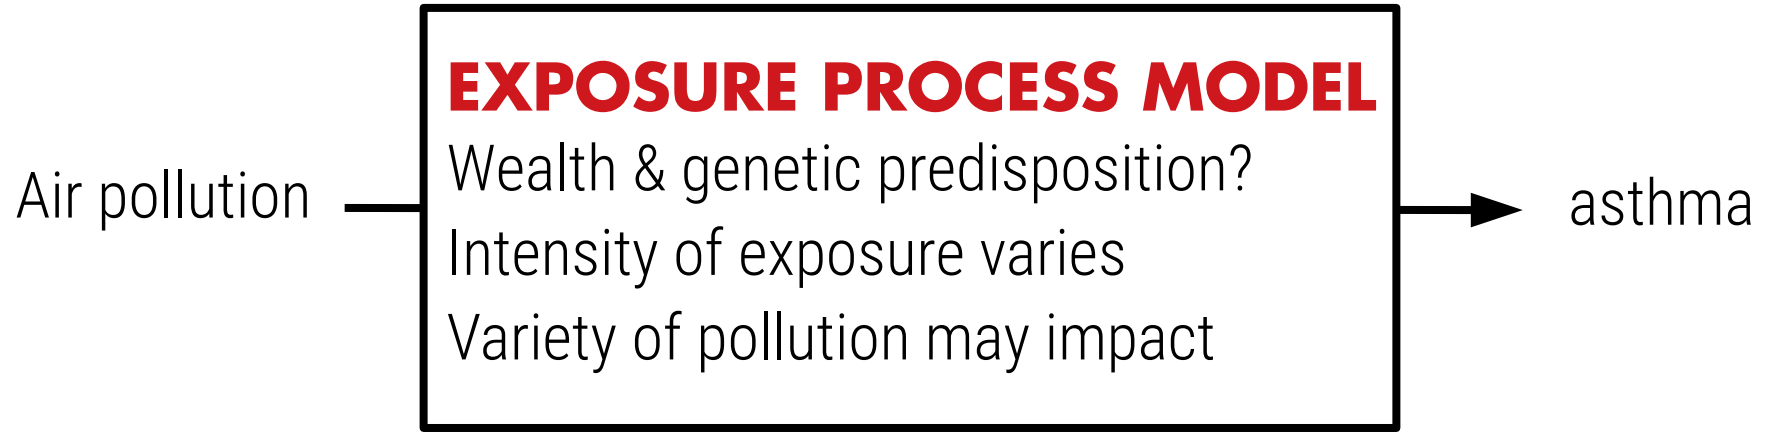 Air pollution
EXPOSURE PROCESS MODEL
Wealth & genetic predisposition?
Intensity of exposure varies
Variety of pollution may impact
asthma